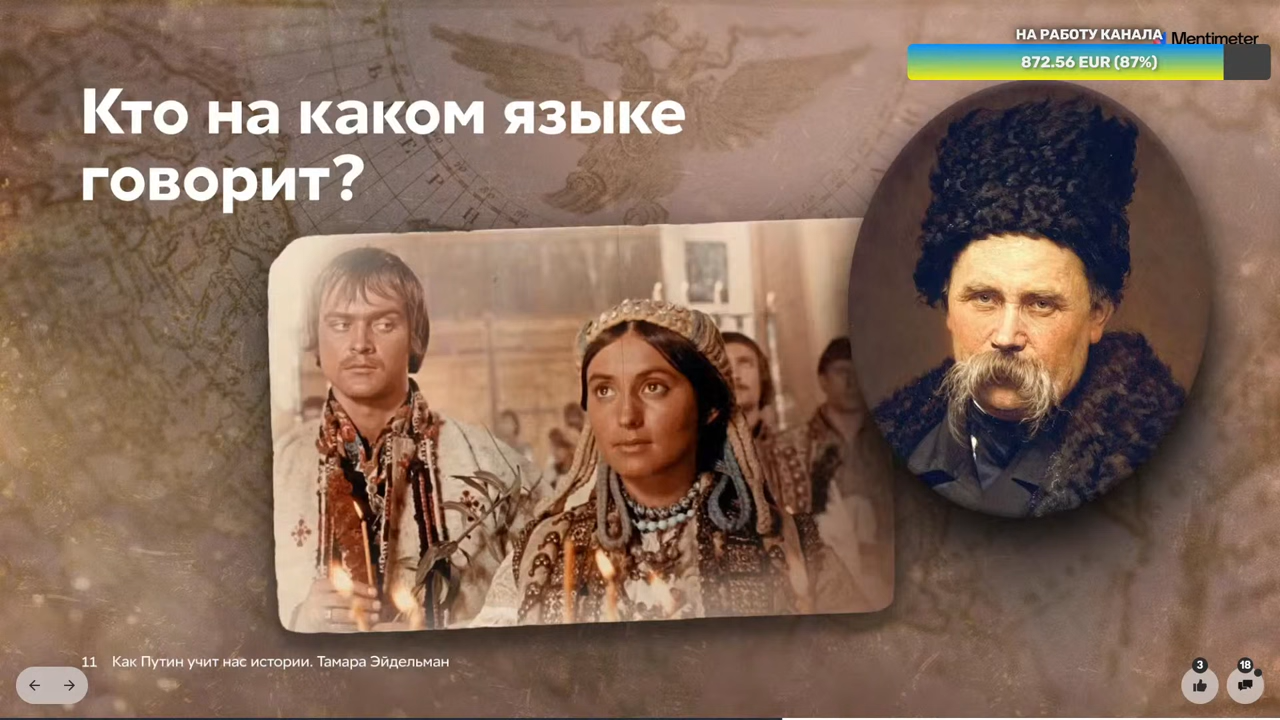 НА РАБОТУ КАНАЛА
Mentimeter
872.56 EUR (87%)
Кто на каком языке
говорит?
11 Как Путин учит нас истории. Тамара Эйдельман
3
18